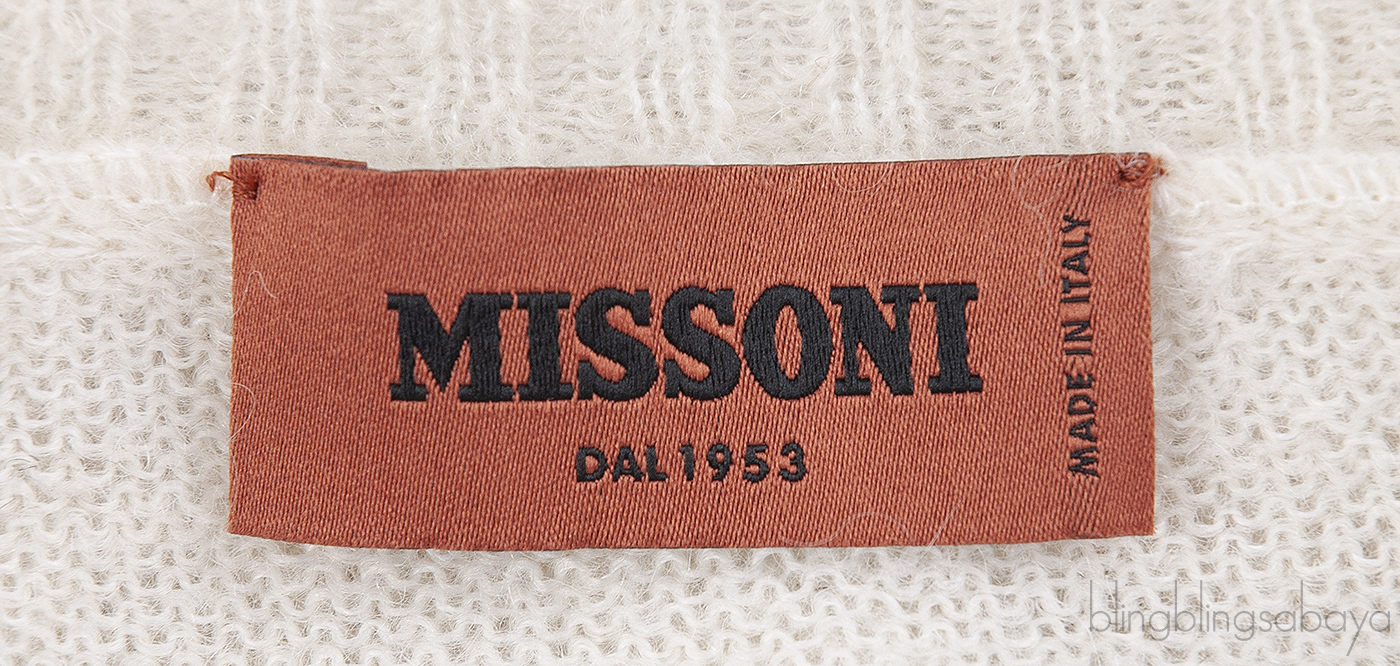 MISSONI
DAL 1953
MADE IN ITALY
blingblingsabaya